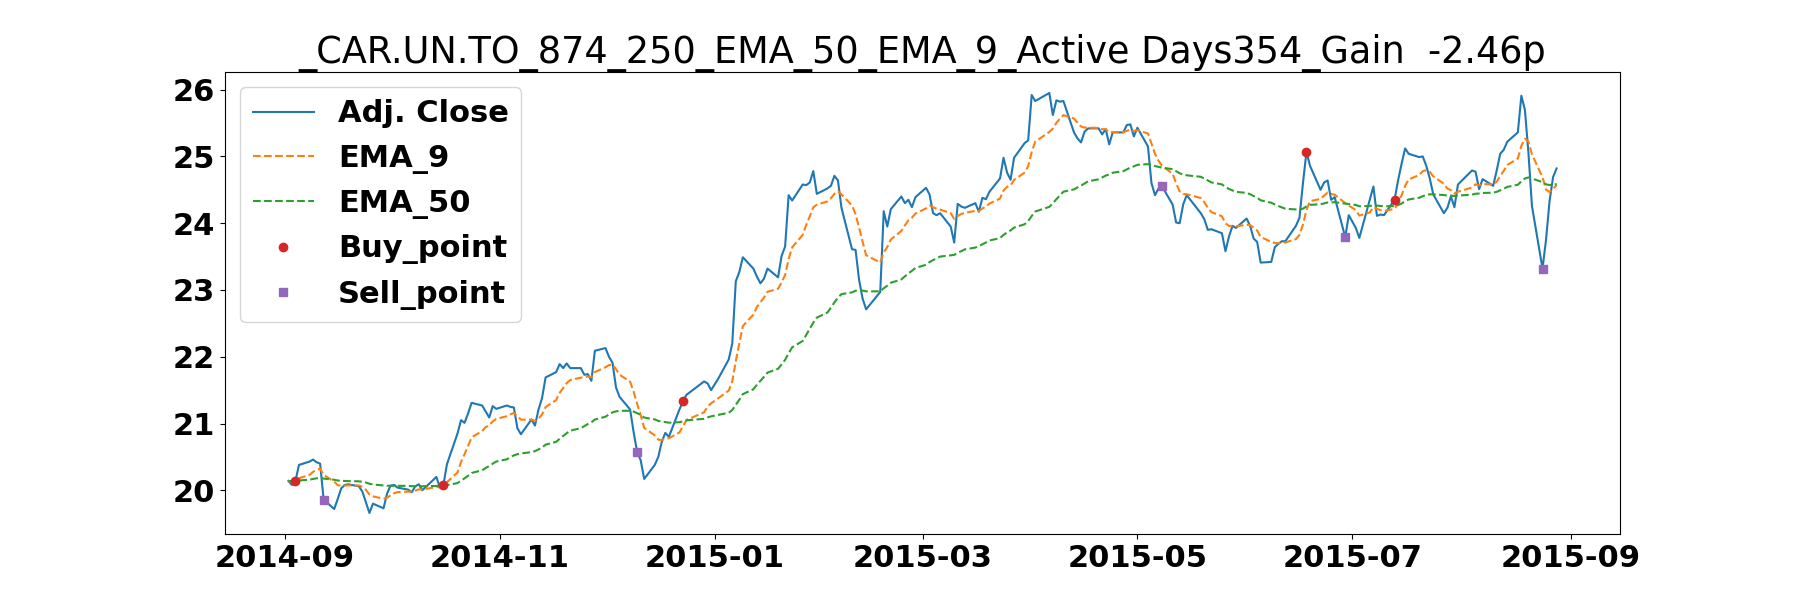 _CAR.UN.TO_874_250_EMA_50_EMA_9_Active Days354_Gain  -2.46p
26
25
24
23
22
21
20
Adj. Close
EMA_9
EMA_50
Buy_point
Sell_point
2014-09 2014-11 2015-01 2015-03 2015-05 2015-07 2015-09